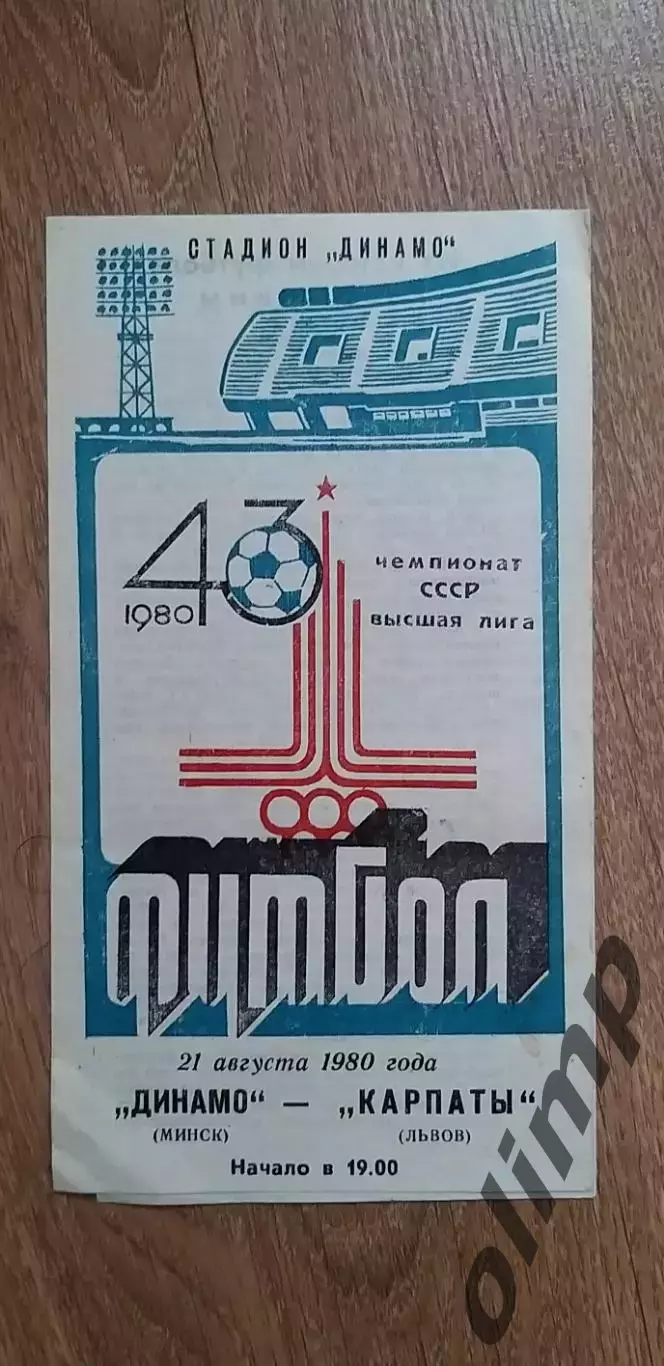 СТАДИОН „ДИНАМО“
43
1980
чемпионат
СССР
высшая лига
футбол
21 августа 1980 года
„ДИНАМО“ — „КАРПАТЫ“
(МИНСК) (ЛЬВОВ)
Начало в 19.00
olimp